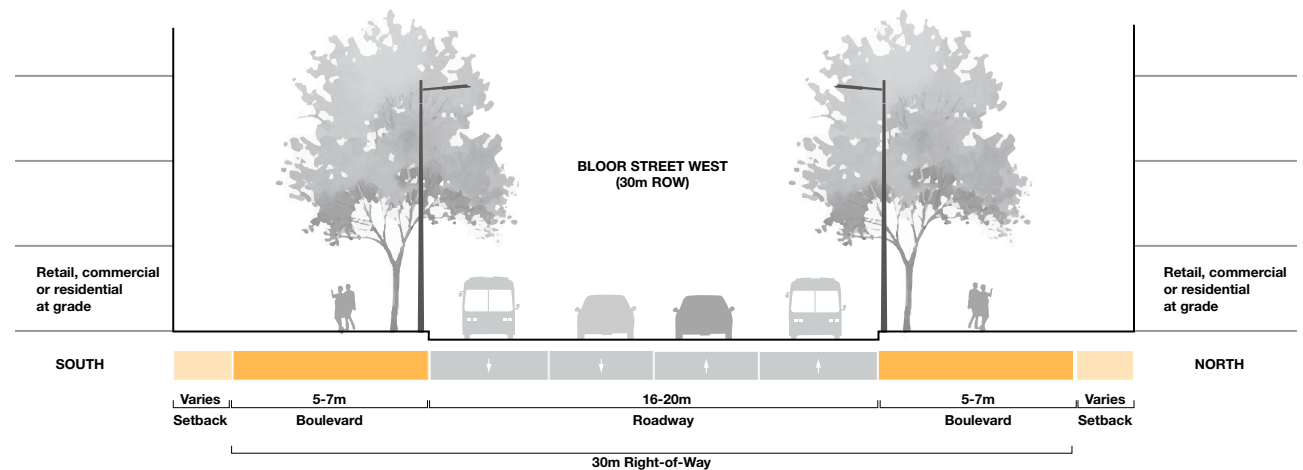 BLOOR STREET WEST
(30m ROW)
Retail, commercial
or residential
at grade
Retail, commercial
or residential
at grade
SOUTH
NORTH
Varies
5-7m
16-20m
5-7m
Varies
Setback
Boulevard
Roadway
Boulevard
Setback
30m Right-of-Way